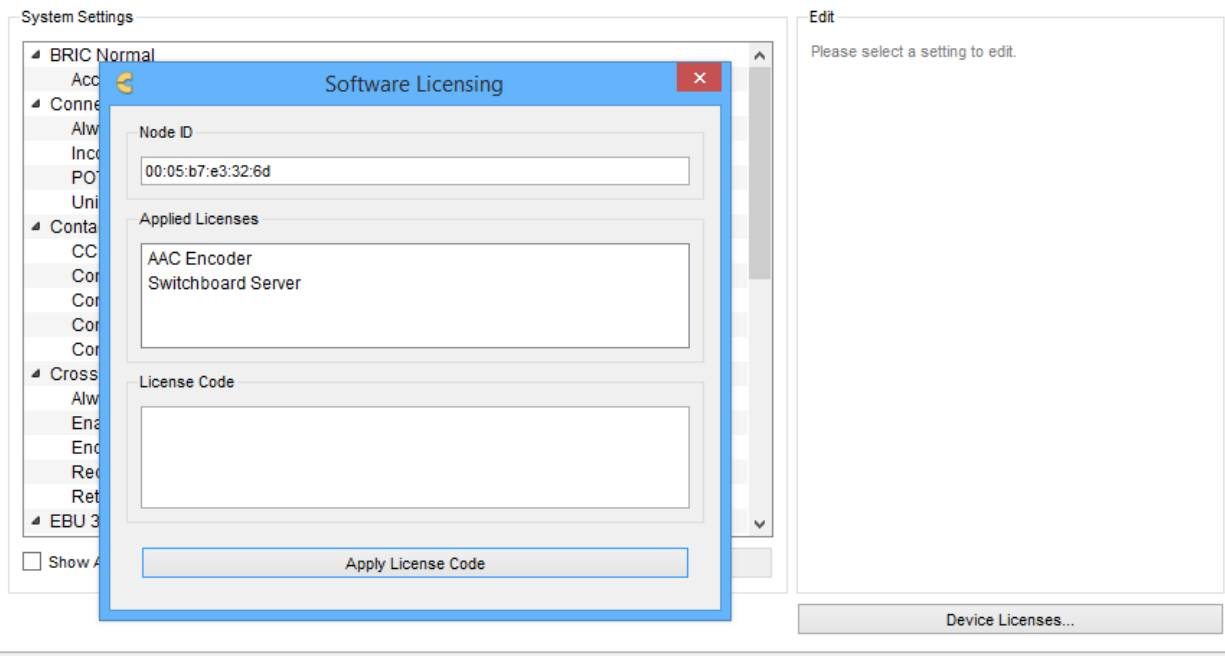 System Settings
BRIC Normal
Acc
Conne
Alw
Inco
POT
Uni
Conta
CC
Cor
Cor
Cor
Cor
Cross
Alw
Ena
Enc
Rec
Ret
EBU 3
Show A
Software Licensing
Node ID
00:05:b7:e3:32:6d
Applied Licenses
AAC Encoder
Switchboard Server
License Code
Apply License Code
Edit
Please select a setting to edit.
Device Licenses...